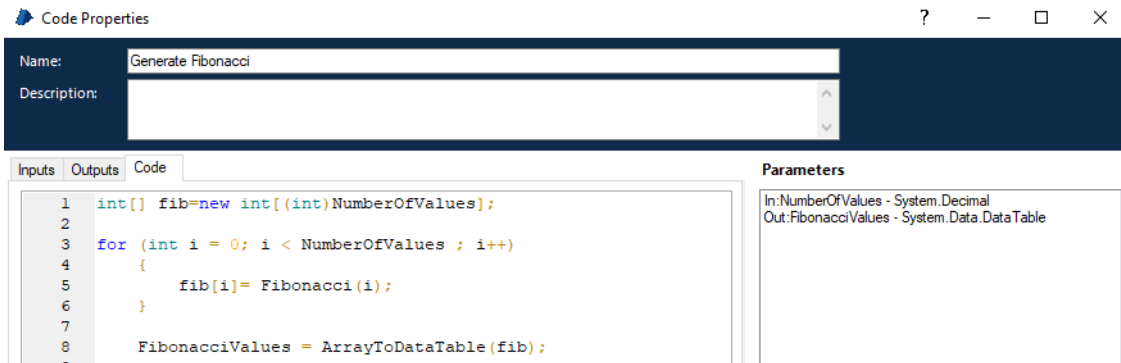 Code Properties
? 
Name: Generate Fibonacci
Description:
Inputs Outputs Code
Parameters
1 int[] fib=new int[(int)NumberOfValues];
2
3 for (int i = 0; i < NumberOfValues ; i++)
4 {
5 fib[i]= Fibonacci(i);
6 }
7
8 FibonacciValues = ArrayToDataTable(fib);
In:NumberOfValues - System.Decimal
Out:FibonacciValues - System.Data.DataTable